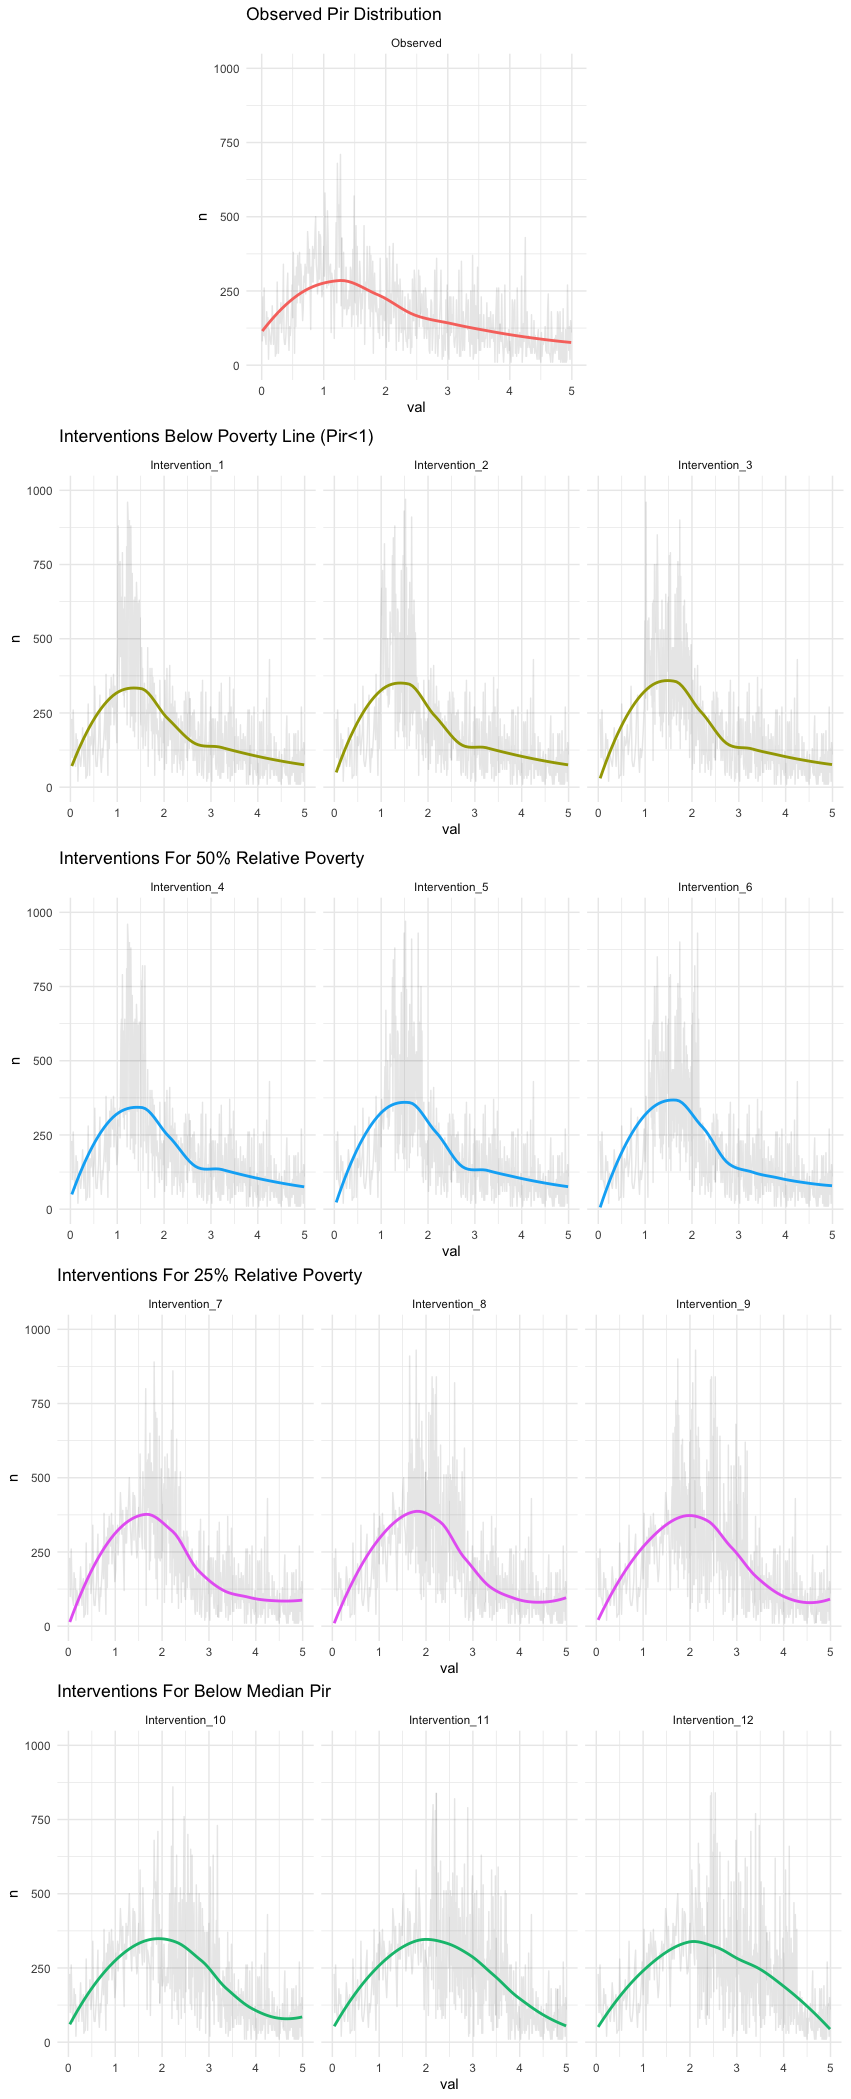 Observed Pir Distribution
Observed
1000
750
500
250
0
n
0 1 2 3 4 5
val
Interventions Below Poverty Line (Pir<1)
Intervention_1 Intervention_2 Intervention_3
1000
750
500
250
0
n
0 1 2 3 4 5 0 1 2 3 4 5 0 1 2 3 4 5
val
Interventions For 50% Relative Poverty
Intervention_4 Intervention_5 Intervention_6
1000
750
500
250
0
n
0 1 2 3 4 5 0 1 2 3 4 5 0 1 2 3 4 5
val
Interventions For 25% Relative Poverty
Intervention_7 Intervention_8 Intervention_9
1000
750
500
250
0
n
0 1 2 3 4 5 0 1 2 3 4 5 0 1 2 3 4 5
val
Interventions For Below Median Pir
Intervention_10 Intervention_11 Intervention_12
1000
750
500
250
0
n
0 1 2 3 4 5 0 1 2 3 4 5 0 1 2 3 4 5
val